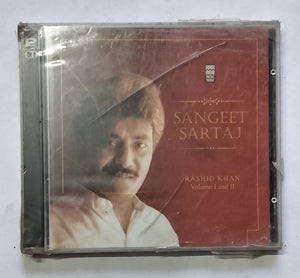 SANGEET
SARTAJ
RASHID KHAN
Volume I and II